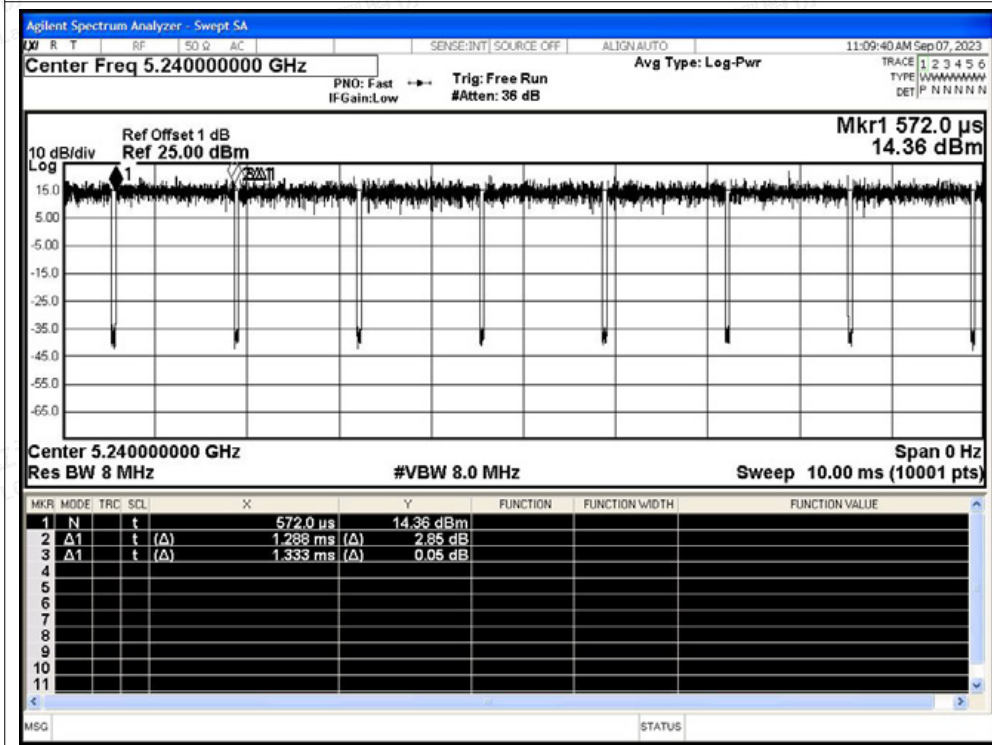 Agilent Spectrum Analyzer - Swept SA
LXI R T RF 50 Ω AC SENSE:INT SOURCE OFF ALIGN AUTO 11:09:40 AM Sep 07, 2023
Center Freq 5.240000000 GHz Avg Type: Log-Pwr TRACE 1 2 3 4 5 6
PNO: Fast Trig: Free Run TYPE WWWWWW
IFGain:Low #Atten: 36 dB DET P N N N N N
Ref Offset 1 dB Mkr1 572.0 µs
10 dB/div Ref 25.00 dBm 14.36 dBm
Log
1
15.0
5.00
-5.00
-15.0
-25.0
-35.0
-45.0
-55.0
-65.0
Center 5.240000000 GHz Span 0 Hz
Res BW 8 MHz #VBW 8.0 MHz Sweep 10.00 ms (10001 pts)
MKR MODE TRC SCL X Y FUNCTION FUNCTION WIDTH FUNCTION VALUE
1 N t 572.0 µs 14.36 dBm
2 Δ1 t (Δ) 1.288 ms (Δ) 2.85 dB
3 Δ1 t (Δ) 1.333 ms (Δ) 0.05 dB
4
5
6
7
8
9
10
11
MSG STATUS